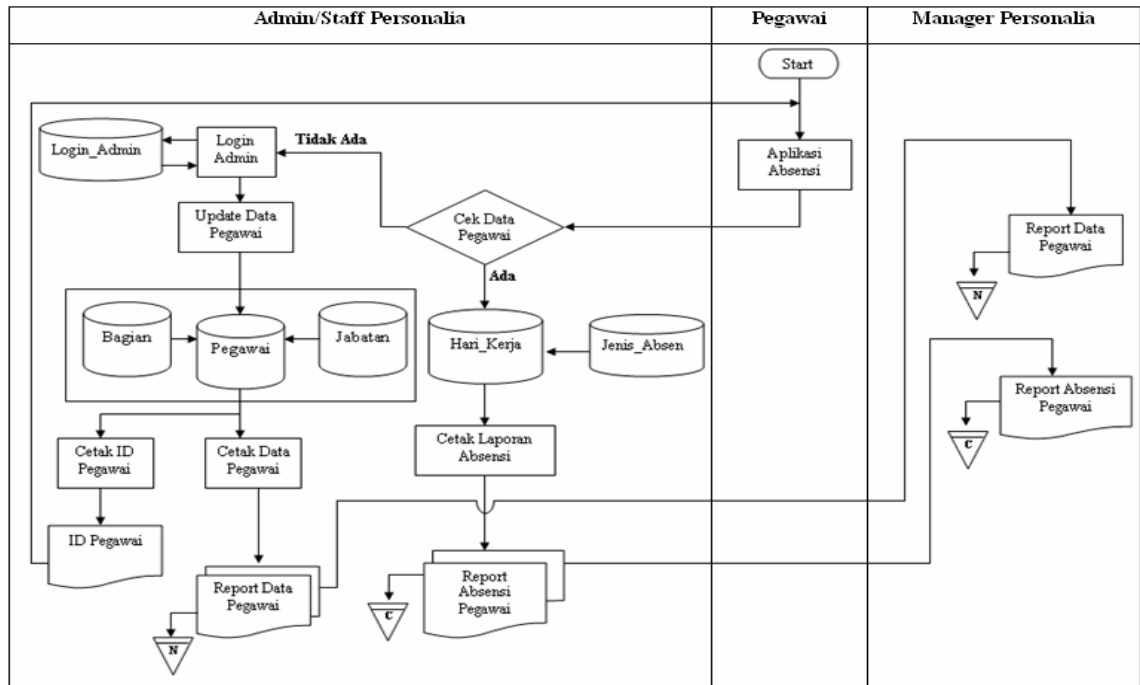 Admin/Staff Personalia
Pegawai
Manager Personalia
Start
Login_Admin
Login
Admin
Tidak Ada
Aplikasi
Absensi
Update Data
Pegawai
Cek Data
Pegawai
Report Data
Pegawai
N
Ada
Bagian
Pegawai
Jabatan
Hari_Kerja
Jenis_Absen
Report Absensi
Pegawai
C
Cetak ID
Pegawai
Cetak Data
Pegawai
Cetak Laporan
Absensi
ID Pegawai
Report Data
Pegawai
N
Report
Absensi
Pegawai
C